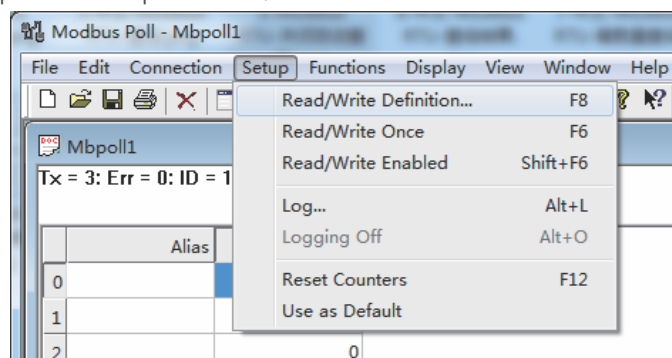 Modbus Poll - Mbpoll1
File Edit Connection Setup Functions Display View Window Help
Read/Write Definition... F8
Mbpoll1
Read/Write Once F6
Read/Write Enabled Shift+F6
Tx = 3: Err = 0: ID = 1
Log... Alt+L
Alias
Logging Off Alt+O
0
Reset Counters F12
1
Use as Default
2 0